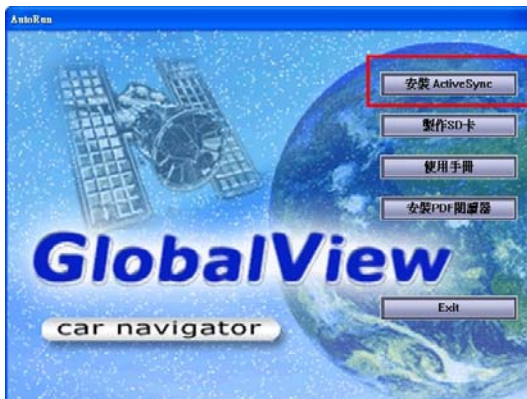 AutoRun
安裝 ActiveSync
製作SD卡
使用手冊
安裝PDF閱讀器
GlobalView
car navigator
Exit